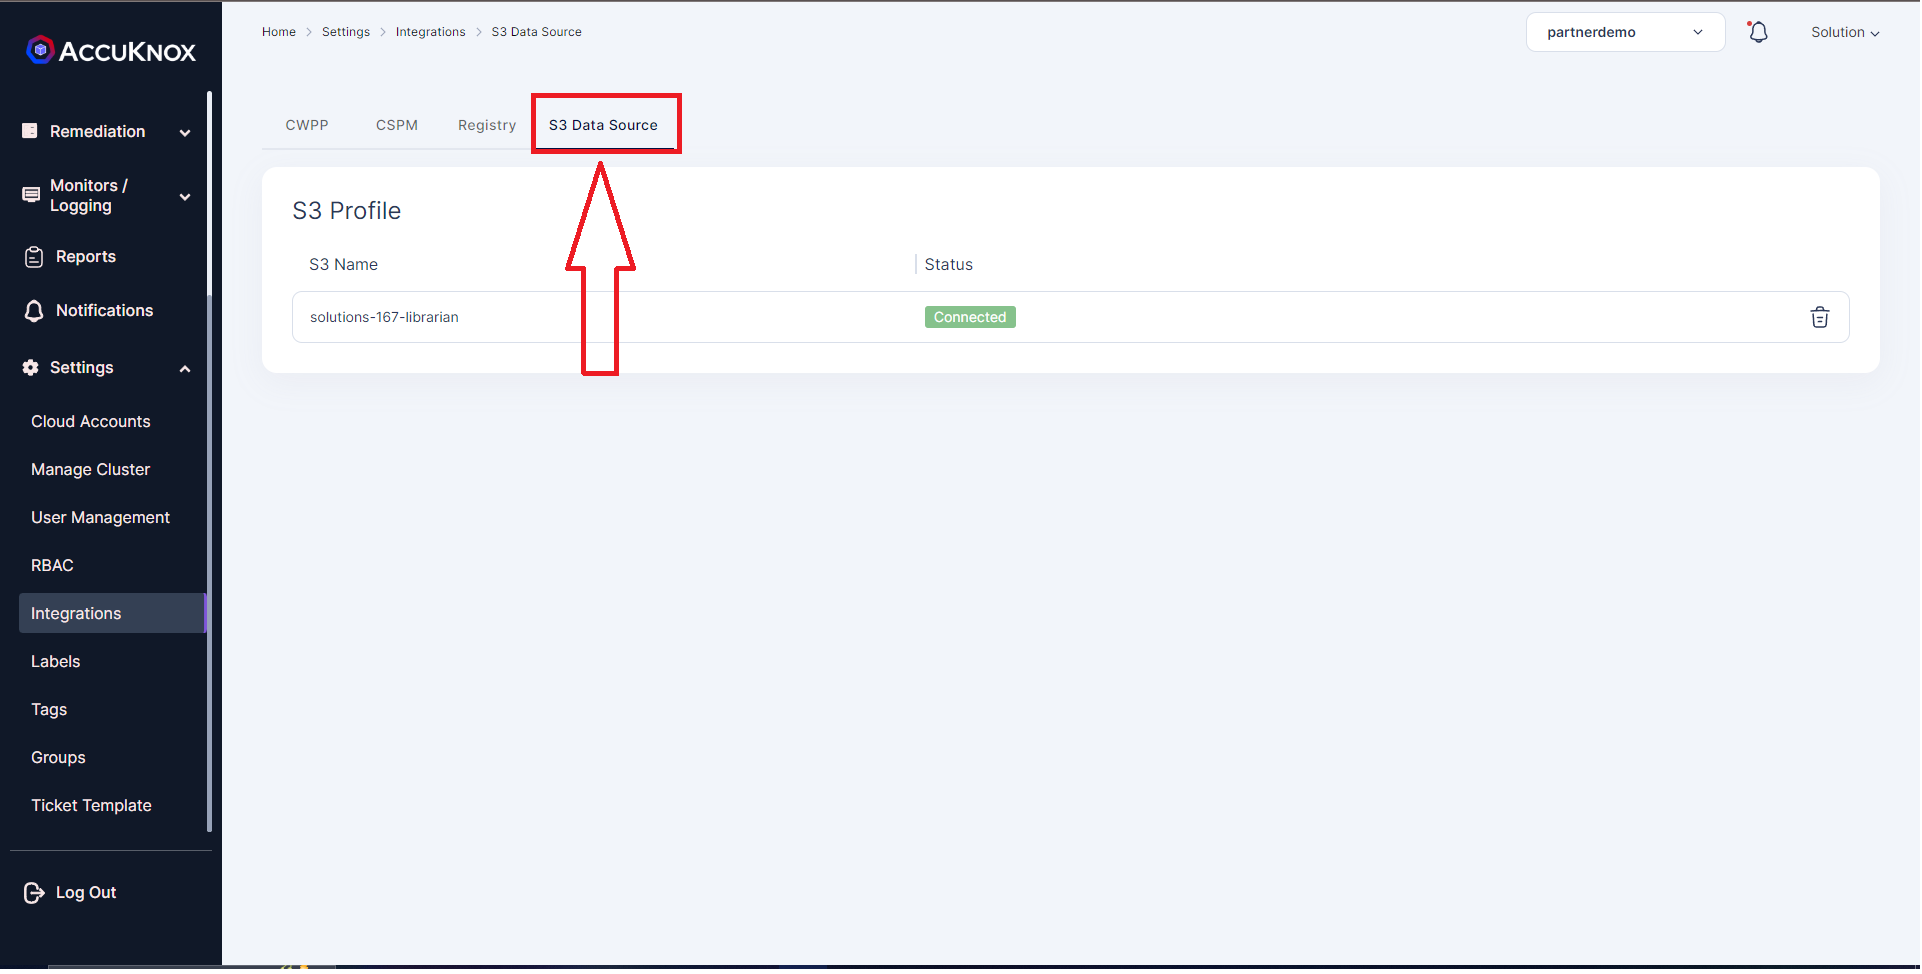 ACCUKNOX
Remediation
Monitors /
Logging
Reports
Notifications
Settings
Cloud Accounts
Manage Cluster
User Management
RBAC
Integrations
Labels
Tags
Groups
Ticket Template
Log Out
Home > Settings > Integrations > S3 Data Source
partnerdemo
Solution
CWPP CSPM Registry S3 Data Source
S3 Profile
S3 Name Status
solutions-167-librarian Connected